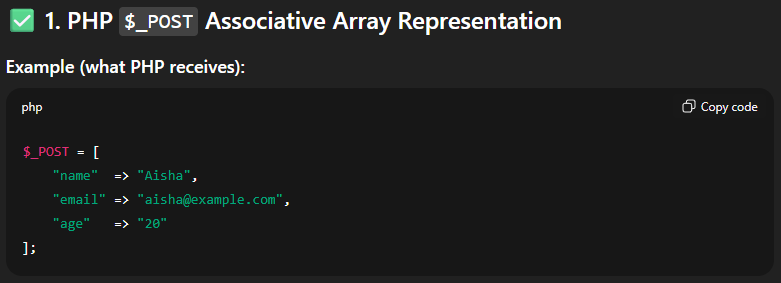 ✅ 1. PHP $_POST Associative Array Representation
Example (what PHP receives):
php
Copy code
$_POST = [
    "name"  => "Aisha",
    "email" => "aisha@example.com",
    "age"   => "20"
];